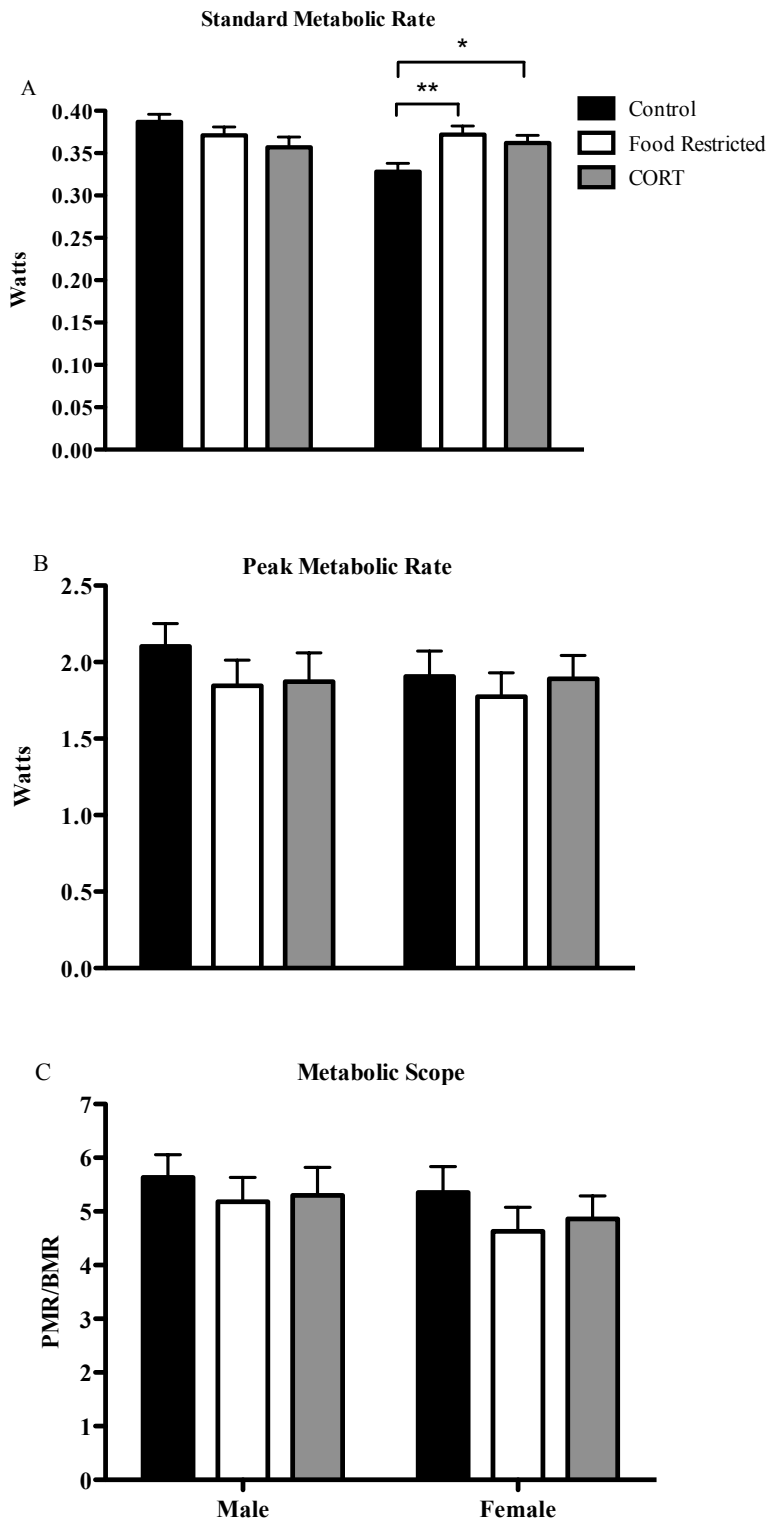 Standard Metabolic Rate
A
*
**
Control
Food Restricted
CORT
Watts
0.40
0.35
0.30
0.25
0.20
0.15
0.10
0.05
0.00
B
Peak Metabolic Rate
Watts
2.5
2.0
1.5
1.0
0.5
0.0
C
Metabolic Scope
PMR/BMR
7
6
5
4
3
2
1
0
Male Female